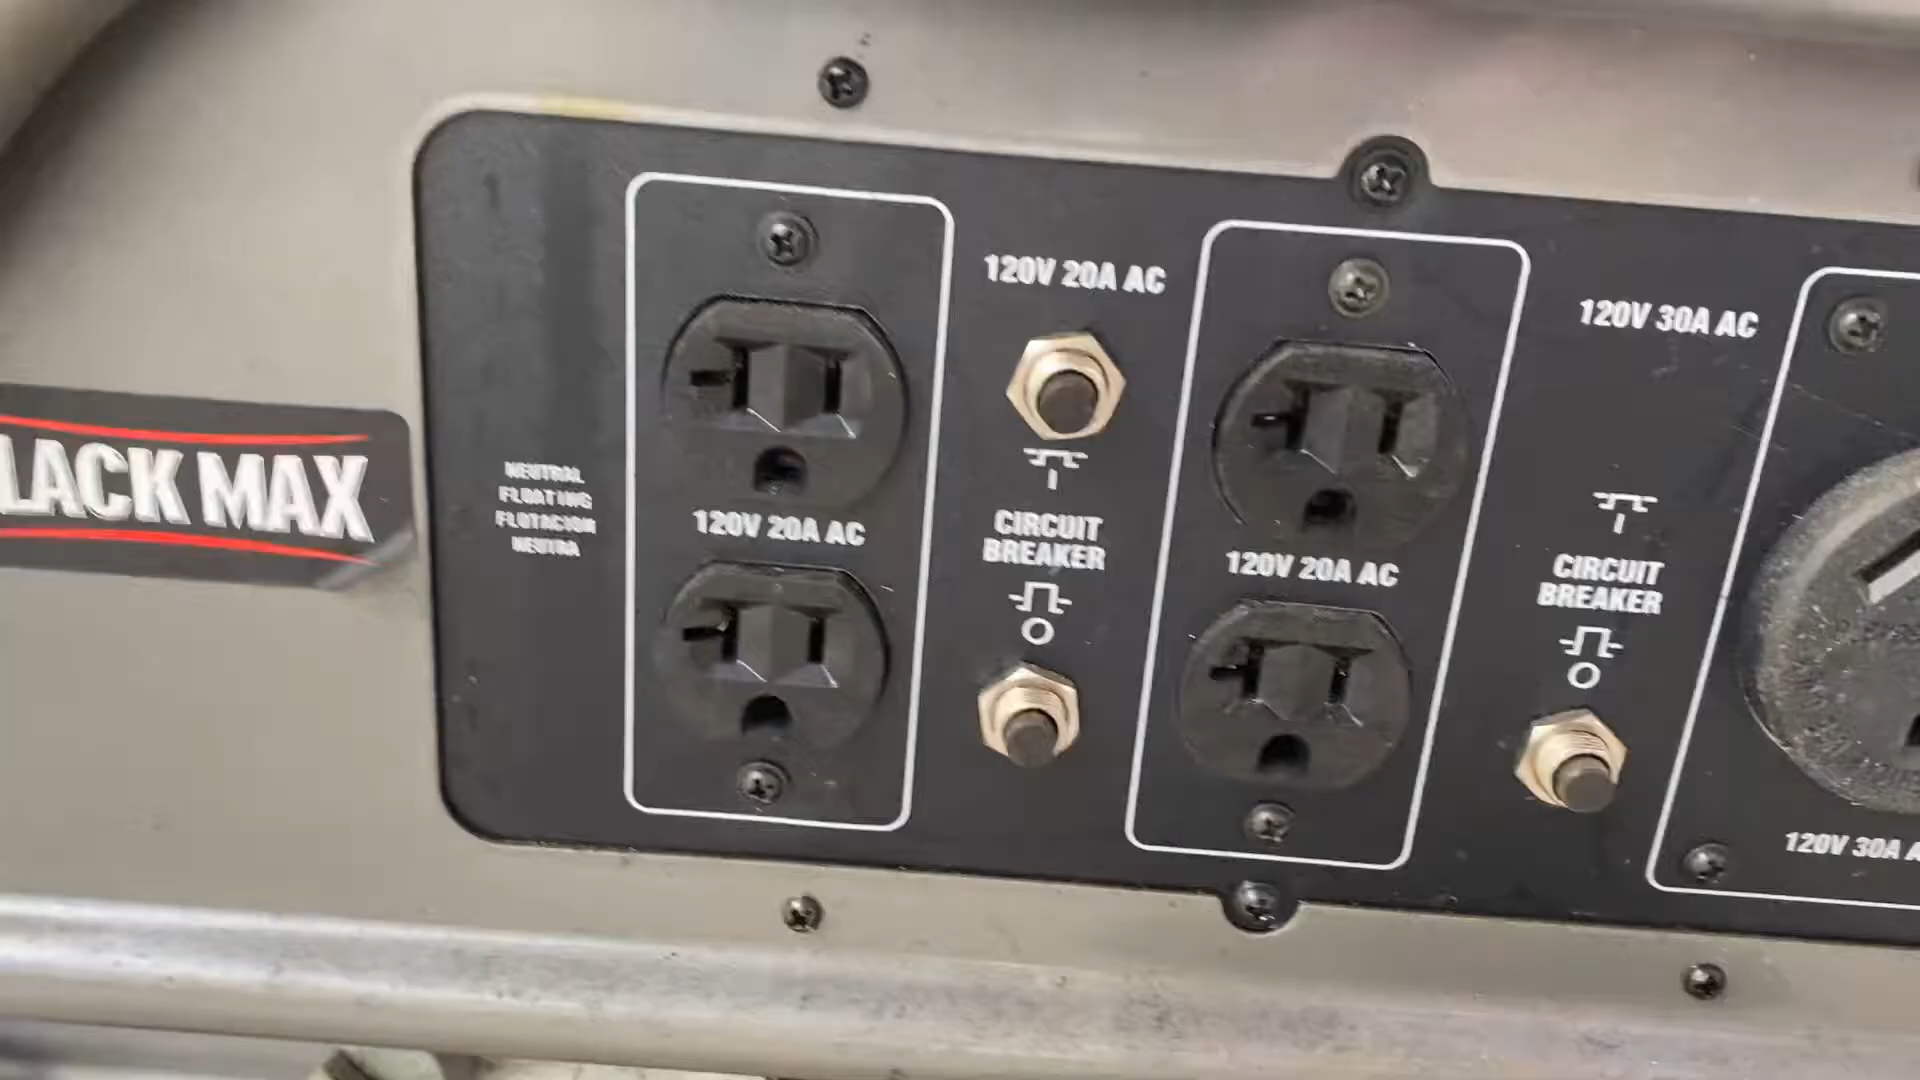 LACK MAX
NEUTRAL
FLOATING
FLOTACION
NEUTRA
120V 20A AC
120V 20A AC
CIRCUIT
BREAKER
120V 20A AC
120V 30A AC
CIRCUIT
BREAKER
120V 30A A